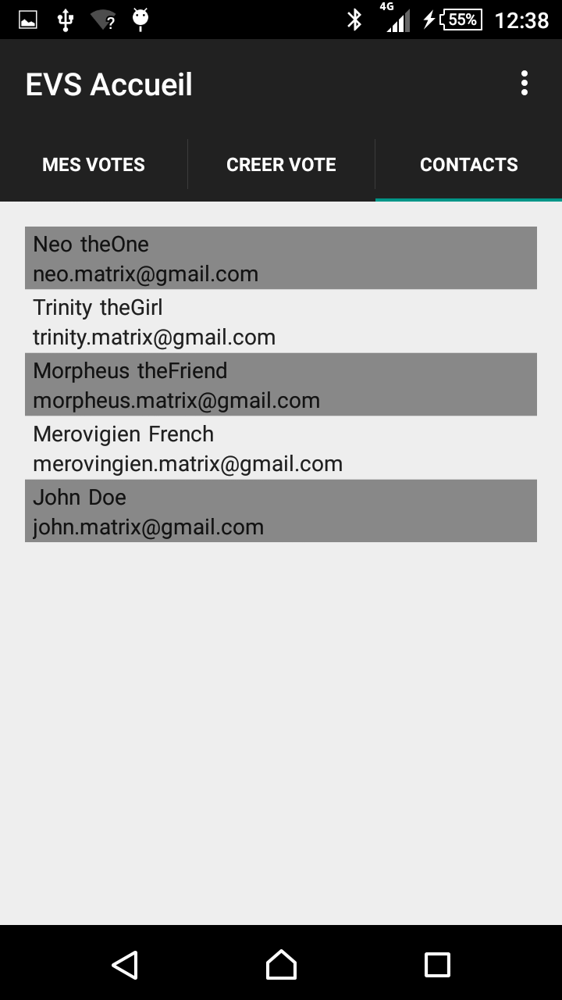 4G
55%
12:38
EVS Accueil
MES VOTES
CREER VOTE
CONTACTS
Neo theOne
neo.matrix@gmail.com
Trinity theGirl
trinity.matrix@gmail.com
Morpheus theFriend
morpheus.matrix@gmail.com
Merovigien French
merovingien.matrix@gmail.com
John Doe
john.matrix@gmail.com